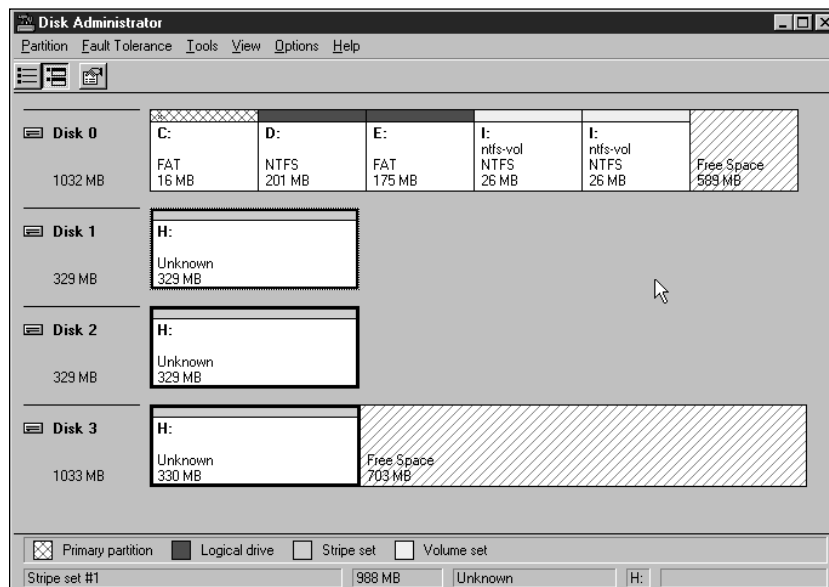 Disk Administrator
Partition Fault Tolerance Tools View Options Help
Disk 0
1032 MB
C:
FAT
16 MB
D:
NTFS
201 MB
E:
FAT
175 MB
I:
ntfs-vol
NTFS
26 MB
I:
ntfs-vol
NTFS
26 MB
Free Space
589 MB
Disk 1
329 MB
H:
Unknown
329 MB
Disk 2
329 MB
H:
Unknown
329 MB
Disk 3
1033 MB
H:
Unknown
330 MB
Free Space
703 MB
Primary partition Logical drive Stripe set Volume set
Stripe set #1 988 MB Unknown H: